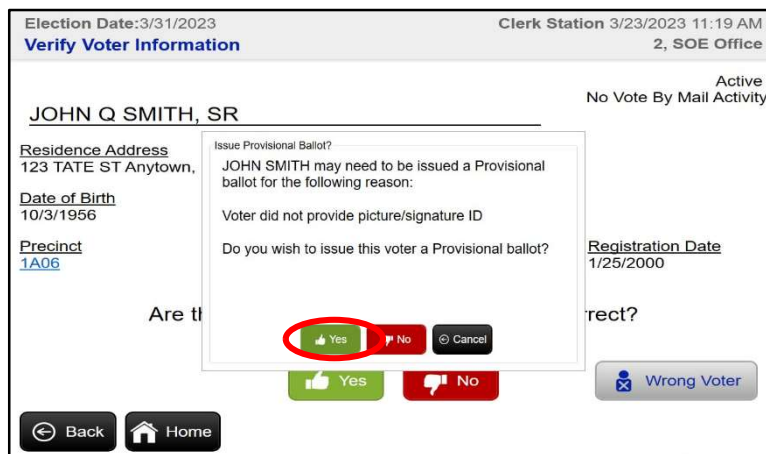 Election Date:3/31/2023 Clerk Station 3/23/2023 11:19 AM
Verify Voter Information 2, SOE Office
Active
No Vote By Mail Activity
JOHN Q SMITH, SR
Residence Address
123 TATE ST Anytown,
Date of Birth
10/3/1956
Precinct
1A06
Registration Date
1/25/2000
Issue Provisional Ballot?
JOHN SMITH may need to be issued a Provisional
ballot for the following reason:
Voter did not provide picture/signature ID
Do you wish to issue this voter a Provisional ballot?
Yes No Cancel
Are
Yes No Wrong Voter
Back Home